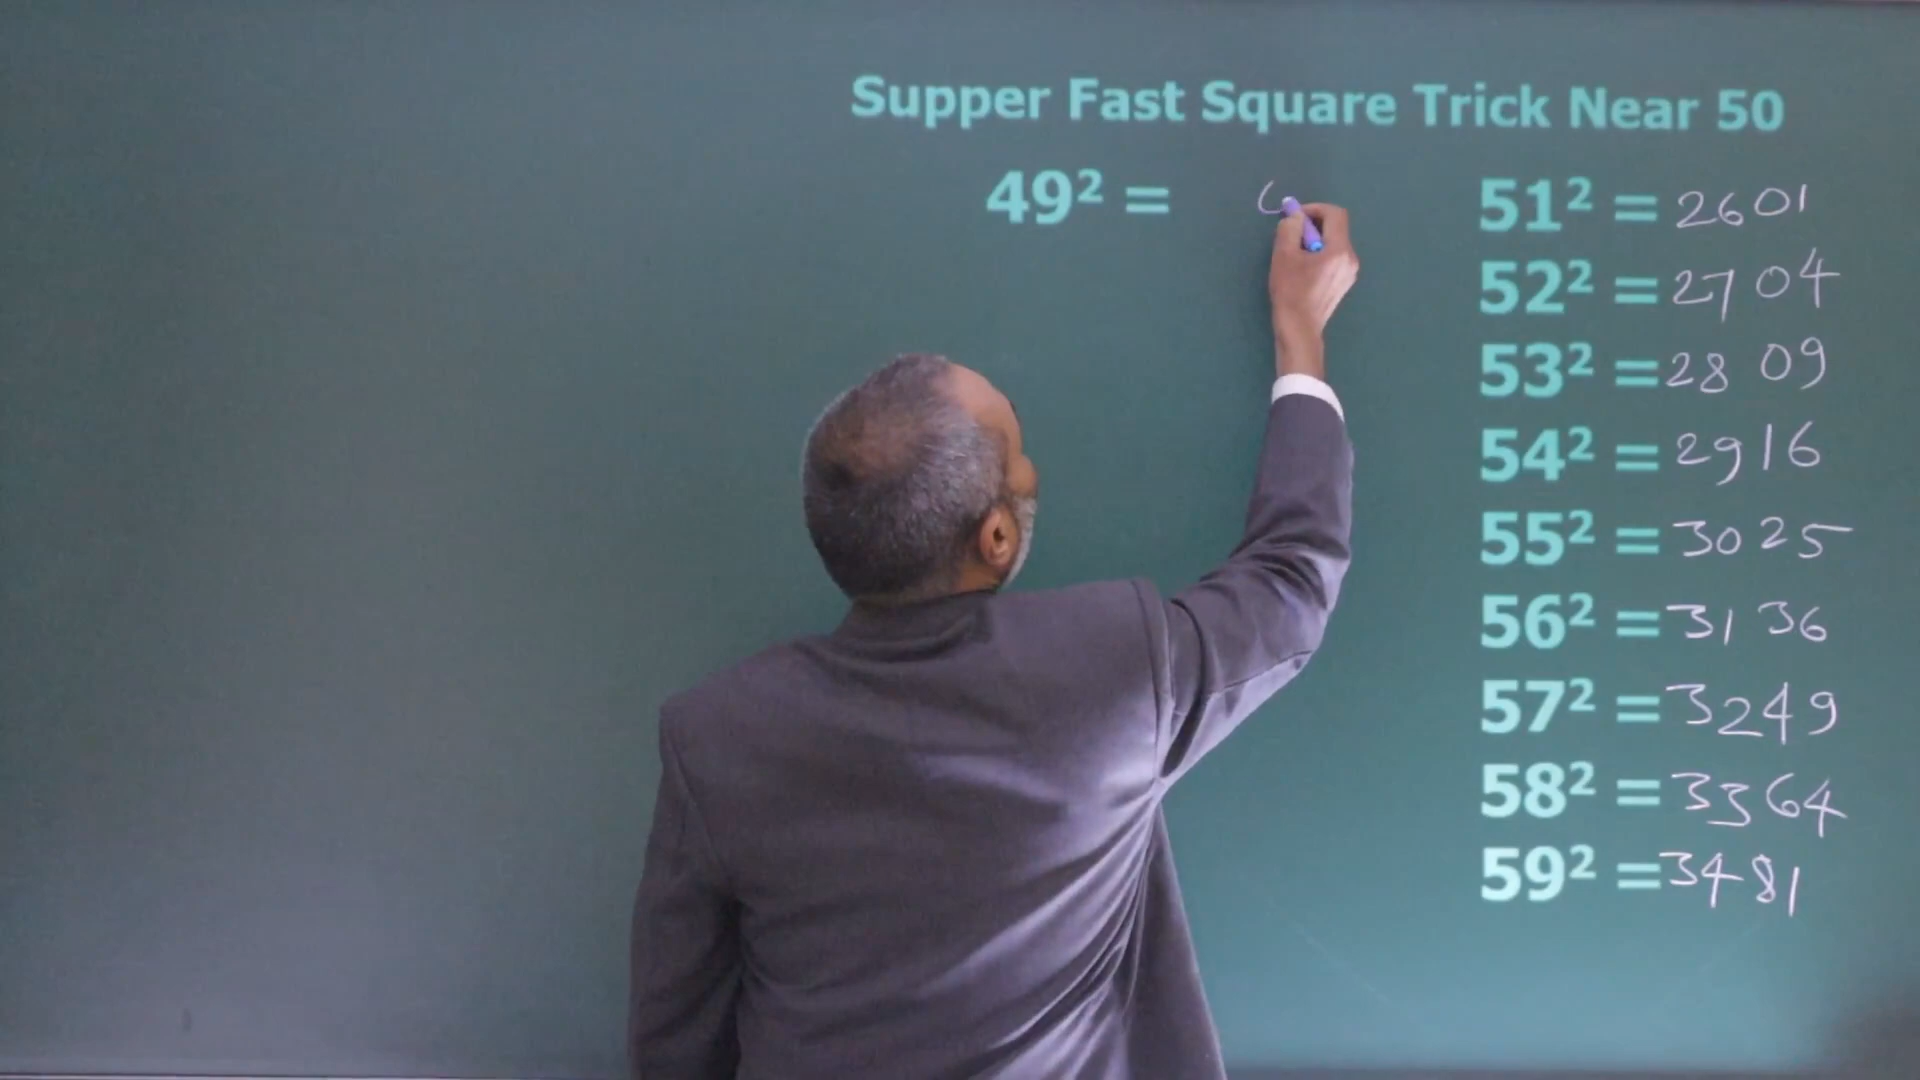 Supper Fast Square Trick Near 50
49² =
51² = 2601
52² = 2704
53² = 2809
54² = 2916
55² = 3025
56² = 3136
57² = 3249
58² = 3364
59² = 3481